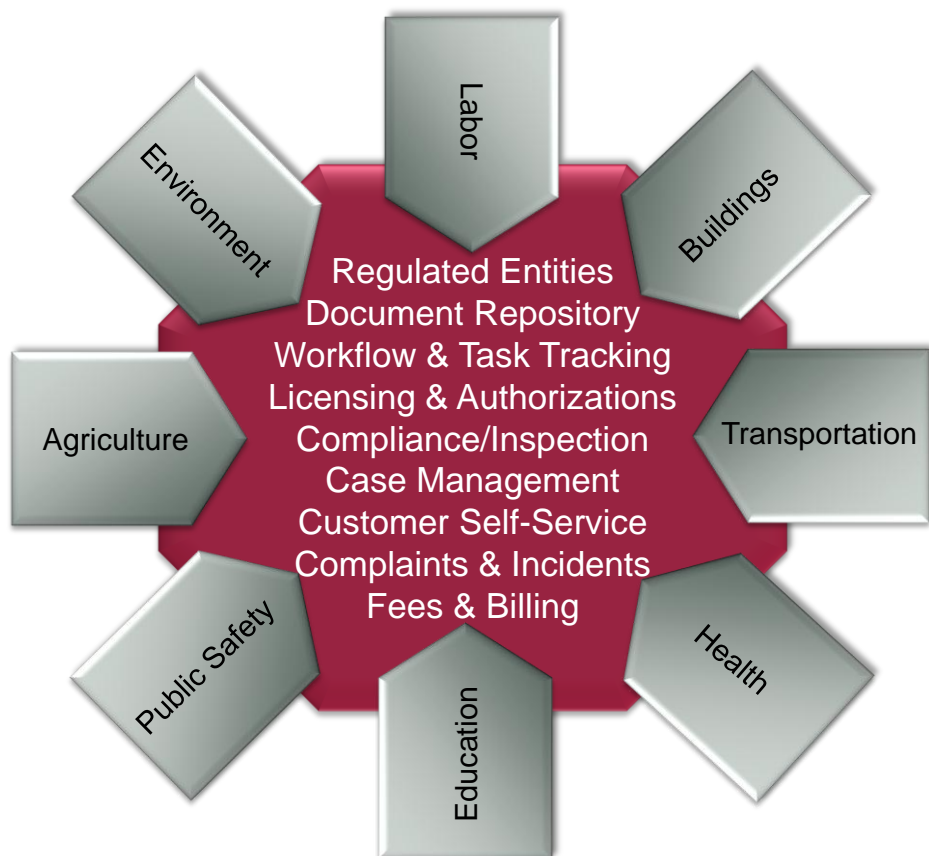 Labor
Environment
Buildings
Regulated Entities
Document Repository
Workflow & Task Tracking
Licensing & Authorizations
Compliance/Inspection
Case Management
Customer Self-Service
Complaints & Incidents
Fees & Billing
Agriculture
Transportation
Public Safety
Health
Education